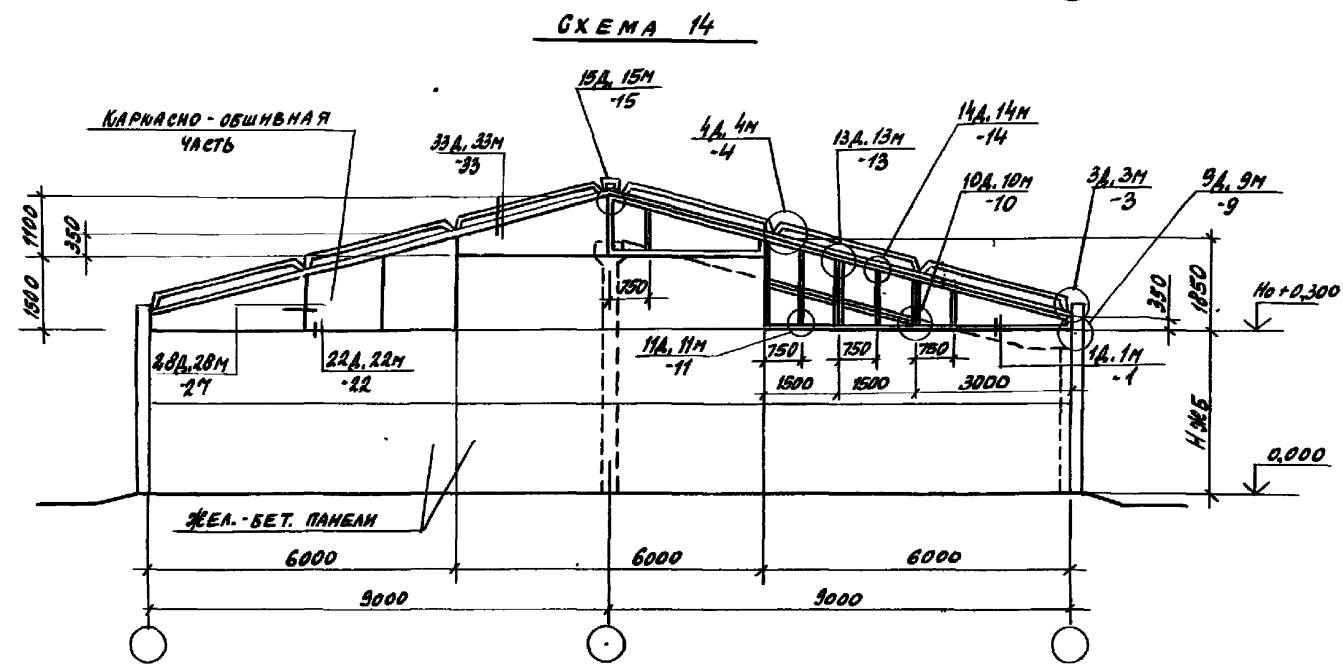 СХЕМА 14
15Д, 15М
-15
КАРКАСНО-ОБШИВНАЯ
ЧАСТЬ
33Д, 33М
-33
4Д, 4М
-4
13Д, 13М
-13
14Д, 14М
-14
10Д, 10М
-10
3Д, 3М
-3
9Д, 9М
-9
1100
350
1500
750
350
1850
Но+0,300
28Д, 28М
-27
22Д, 22М
-22
11Д, 11М
-11
750
750
750
1Д, 1М
-1
1500
1500
3000
НЖБ
0,000
ЖЕЛ.-БЕТ. ПАНЕЛИ
6000
6000
6000
9000
9000